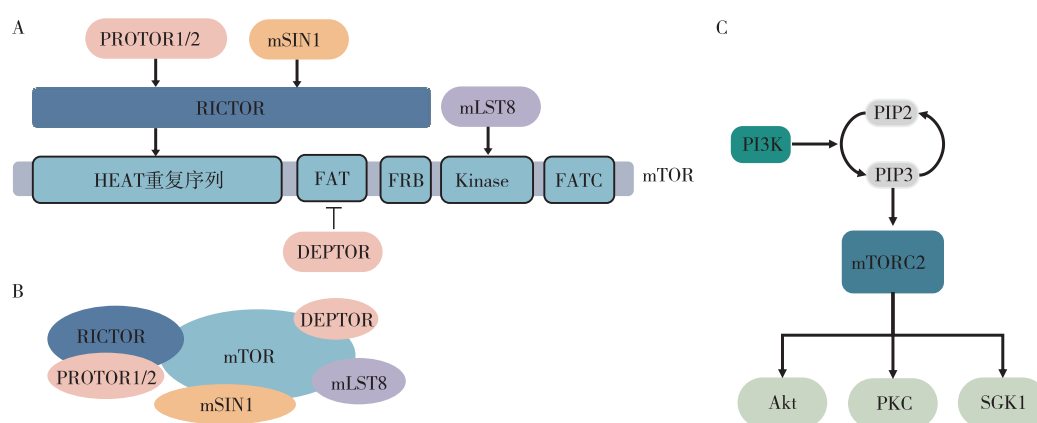 A
PROTOR1/2
mSIN1
RICTOR
mLST8
HEAT重复序列
FAT
FRB
Kinase
FATC
mTOR
DEPTOR
B
RICTOR
PROTOR1/2
mTOR
DEPTOR
mLST8
mSIN1
C
PI3K
PIP2
PIP3
mTORC2
Akt
PKC
SGK1